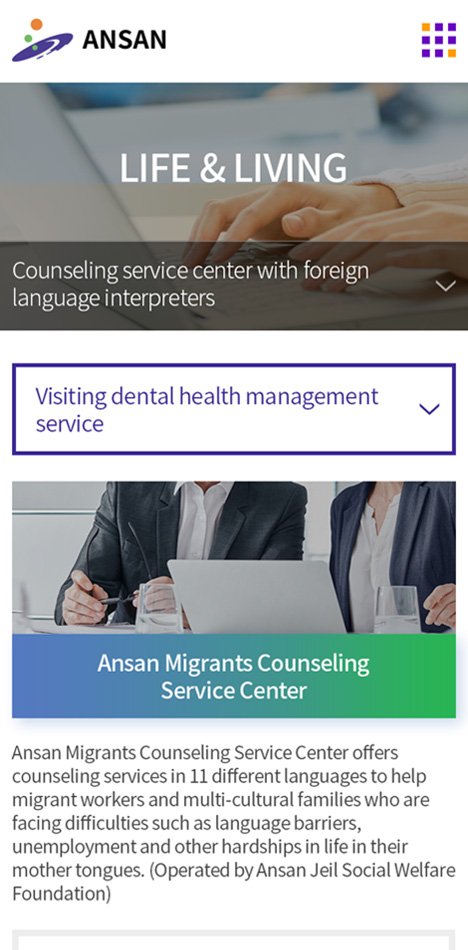 ANSAN
LIFE & LIVING
Counseling service center with foreign
language interpreters
Visiting dental health management
service
Ansan Migrants Counseling
Service Center
Ansan Migrants Counseling Service Center offers
counseling services in 11 different languages to help
migrant workers and multi-cultural families who are
facing difficulties such as language barriers,
unemployment and other hardships in life in their
mother tongues. (Operated by Ansan Jeil Social Welfare
Foundation)